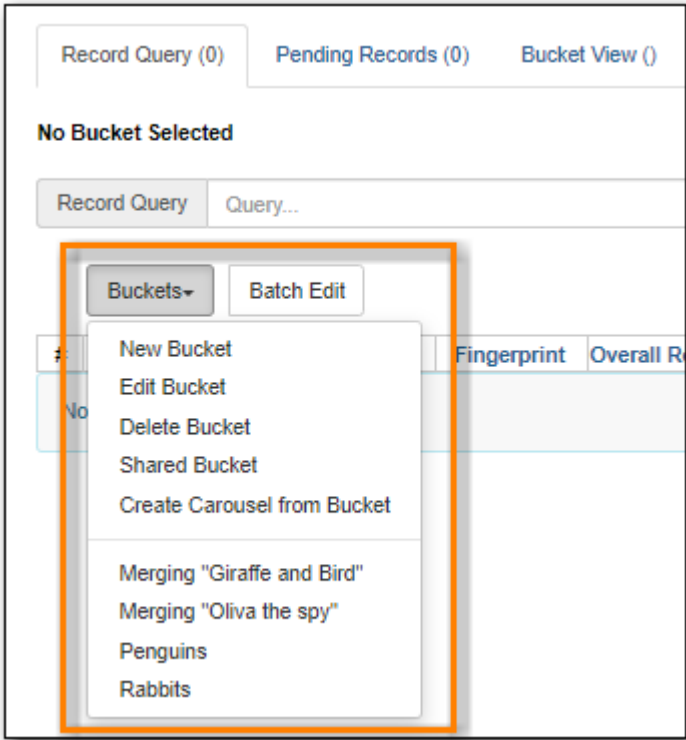 Record Query (0) Pending Records (0) Bucket View ()
No Bucket Selected
Record Query Query...
Buckets Batch Edit
# Fingerprint Overall R
No
New Bucket
Edit Bucket
Delete Bucket
Shared Bucket
Create Carousel from Bucket
Merging "Giraffe and Bird"
Merging "Oliva the spy"
Penguins
Rabbits